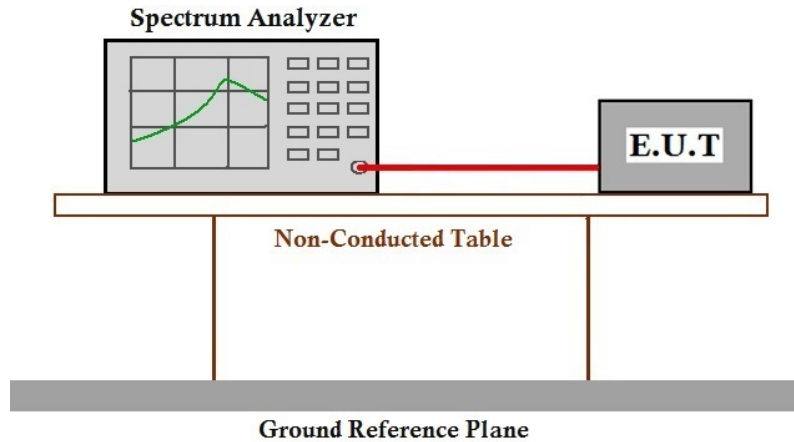 Spectrum Analyzer
E.U.T
Non-Conducted Table
Ground Reference Plane